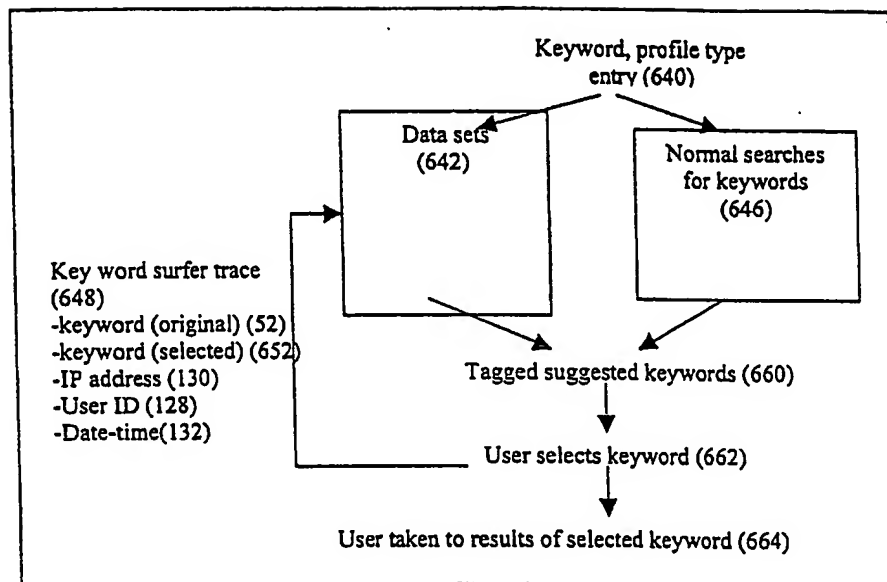 Keyword, profile type
entry (640)
Data sets
(642)
Normal searches
for keywords
(646)
Key word surfer trace
(648)
-keyword (original) (52)
-keyword (selected) (652)
-IP address (130)
-User ID (128)
-Date-time(132)
Tagged suggested keywords (660)
User selects keyword (662)
User taken to results of selected keyword (664)